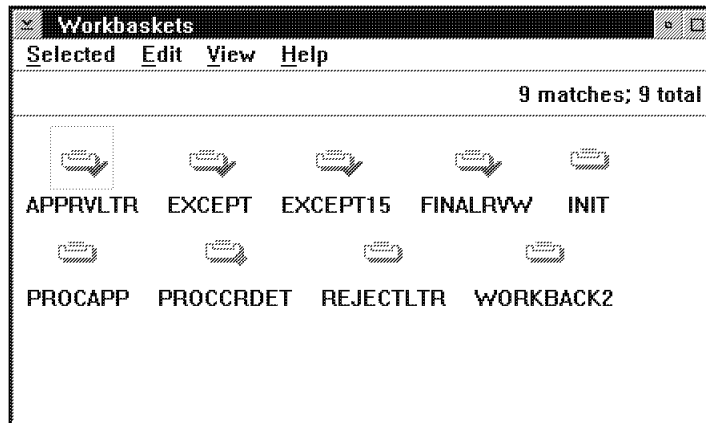 Workbaskets
Selected Edit View Help
9 matches; 9 total
APPRVLTR EXCEPT EXCEPT15 FINALRVW INIT
PROCAPP PROCCRDET REJECTLTR WORKBACK2